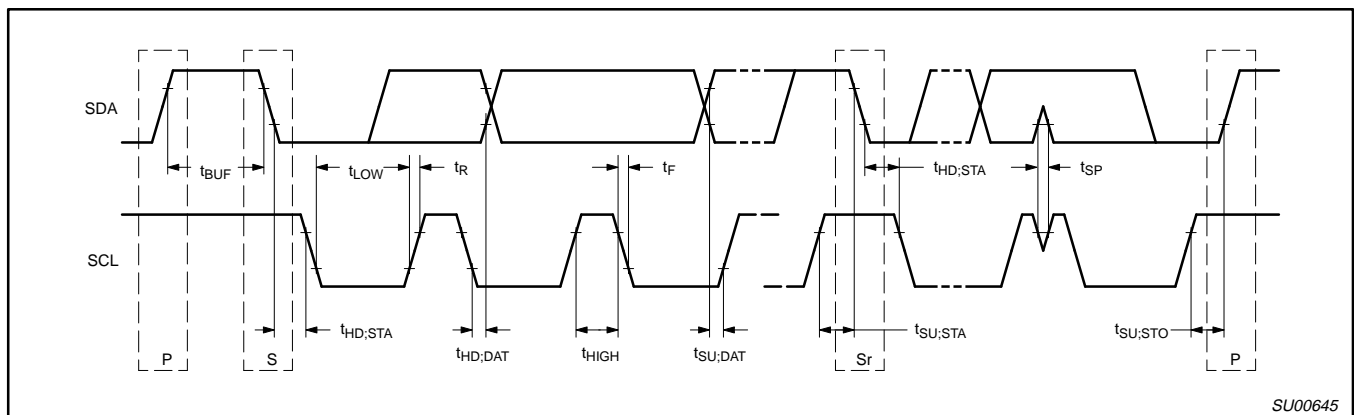 SDA
tBUF
tLOW
tR
tF
tHD;STA
tSP
SCL
tHD;STA
tHD;DAT
tHIGH
tSU;DAT
tSU;STA
tSU;STO
P
S
Sr
P
SU00645